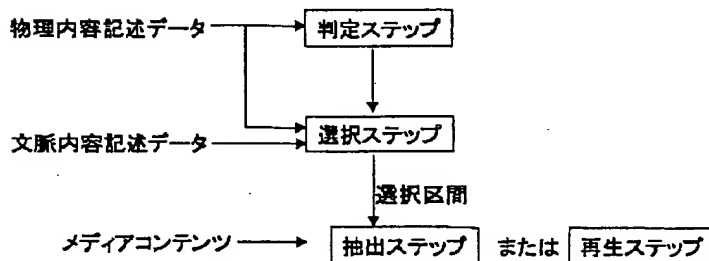 物理内容記述データ 判定ステップ
文脈内容記述データ 選択ステップ
選択区間
メディアコンテンツ 抽出ステップ または 再生ステップ